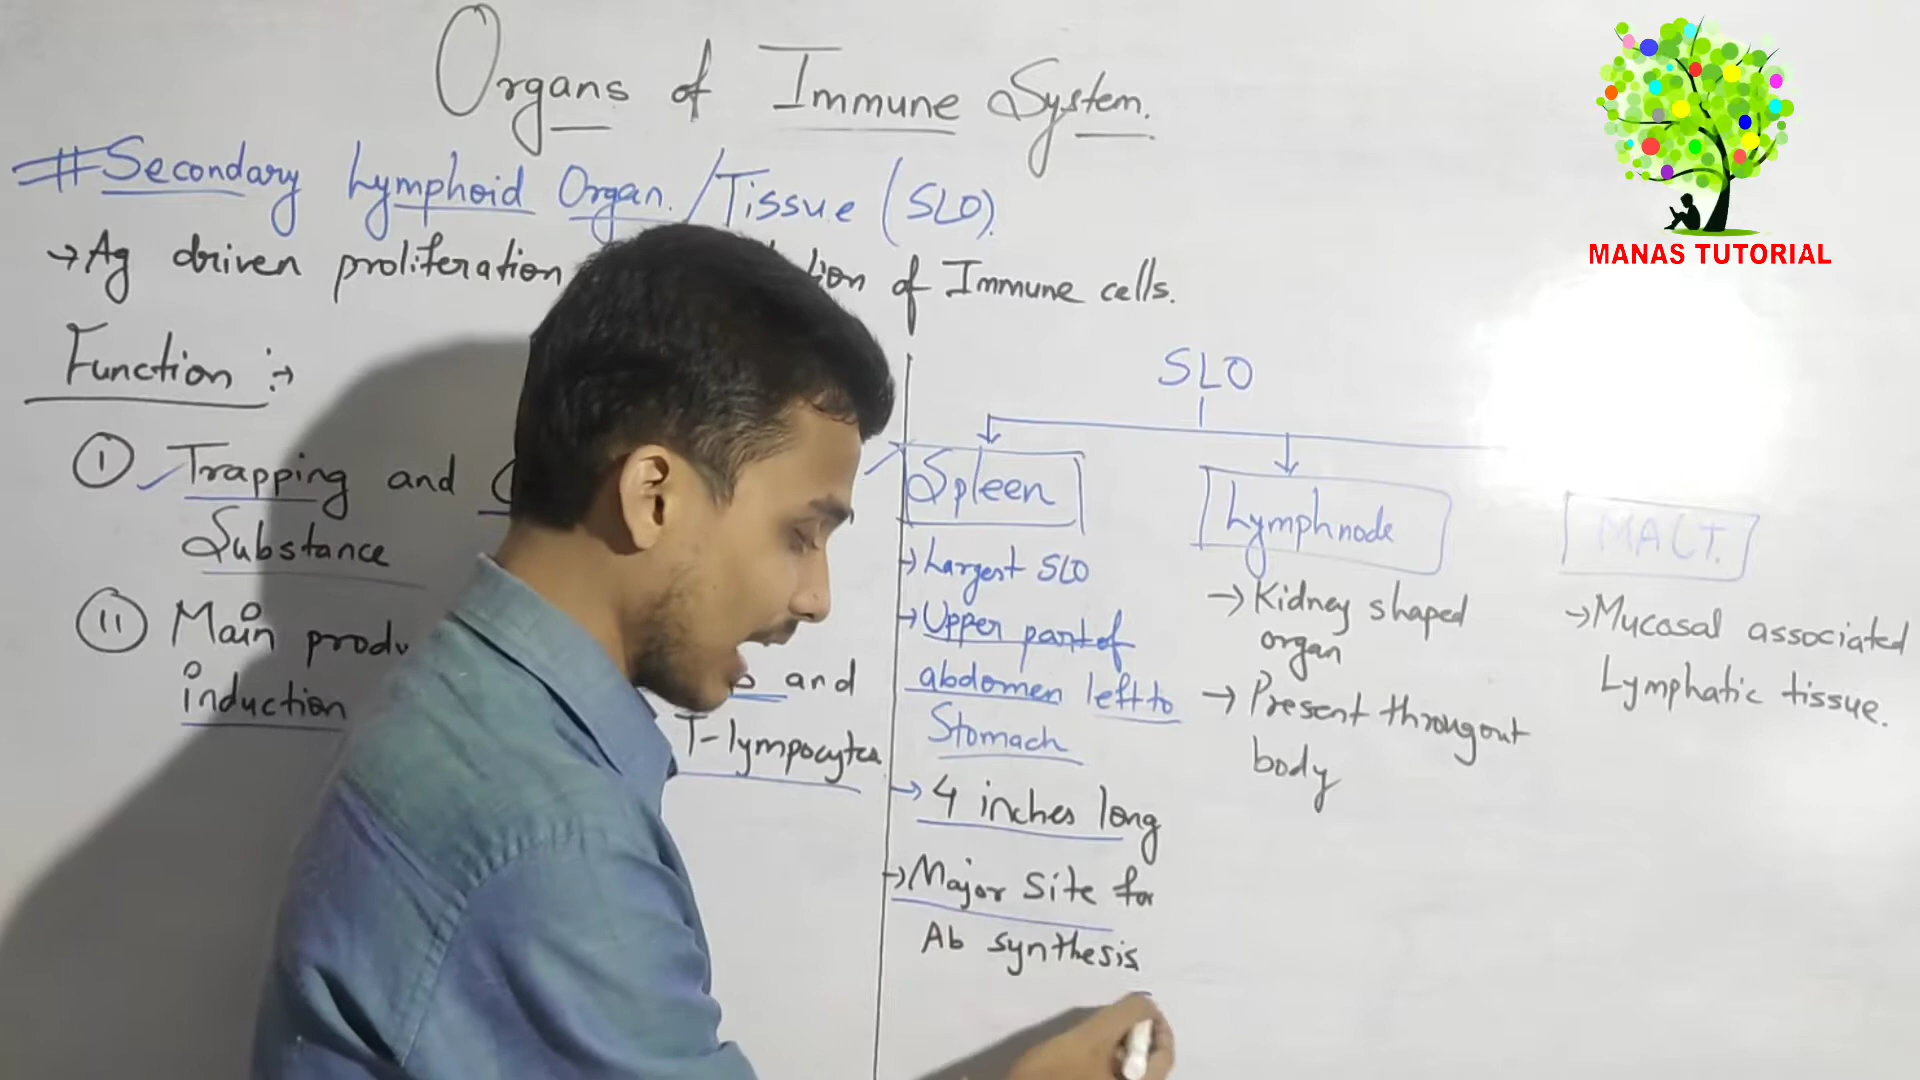 Organs of Immune System.
#Secondary Lymphoid Organ./Tissue (SLO).
→Ag driven proliferation of Immune cells.
Function :→
I Trapping and
Substance
II Main
induction and
T-lympocytes
SLO
Spleen
→Largest SLO
→Upper part of
abdomen left to
Stomach
→ 4 inches long
→Major site for
Ab synthesis
Lymphnode
→Kidney shaped
organ
→Present througout
body
MALT.
→Mucosal associated
Lymphatic tissue.
MANAS TUTORIAL